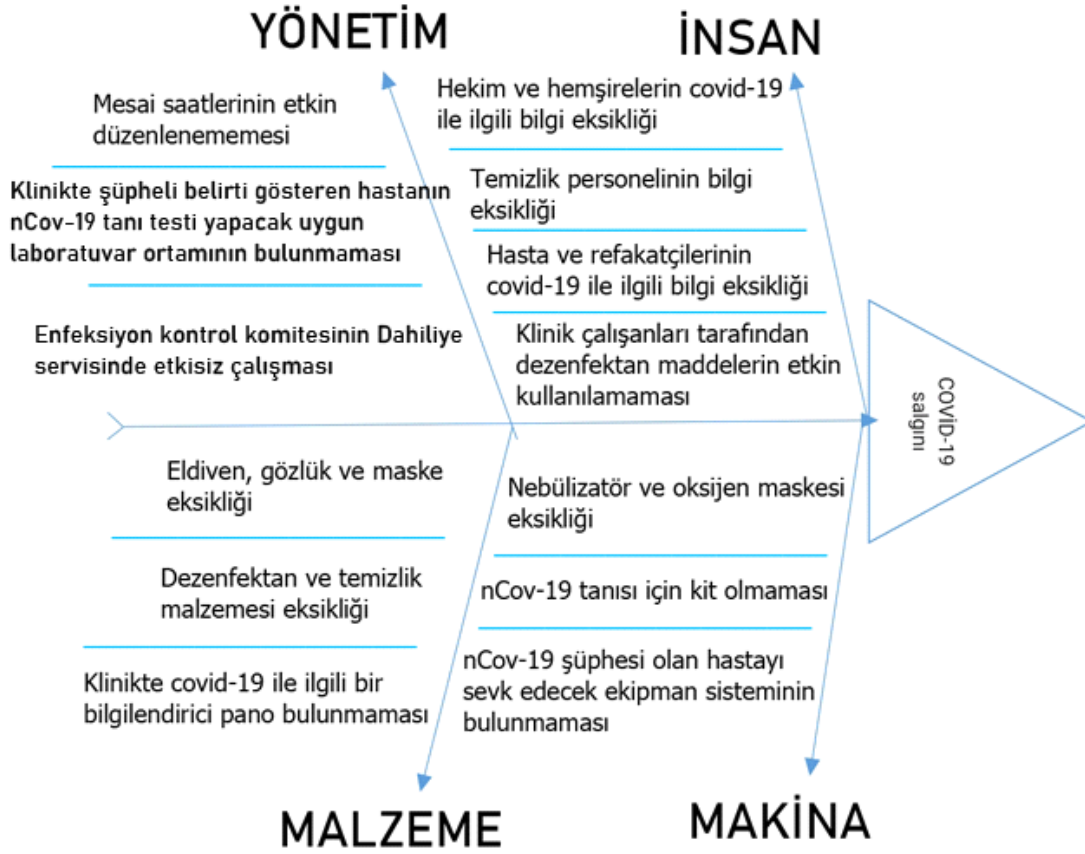 YÖNETİM
Mesai saatlerinin etkin
düzenlenememesi
Klinikte şüpheli belirti gösteren hastanın
nCov-19 tanı testi yapacak uygun
laboratuvar ortamının bulunmaması
Enfeksiyon kontrol komitesinin Dahiliye
servisinde etkisiz çalışması
İNSAN
Hekim ve hemşirelerin covid-19
ile ilgili bilgi eksikliği
Temizlik personelinin bilgi
eksikliği
Hasta ve refakatçilerinin
covid-19 ile ilgili bilgi eksikliği
Klinik çalışanları tarafından
dezenfektan maddelerin etkin
kullanılamaması
COVİD-19
salgını
Eldiven, gözlük ve maske
eksikliği
Dezenfektan ve temizlik
malzemesi eksikliği
Klinikte covid-19 ile ilgili bir
bilgilendirici pano bulunmaması
MALZEME
Nebülizatör ve oksijen maskesi
eksikliği
nCov-19 tanısı için kit olmaması
nCov-19 şüphesi olan hastayı
sevk edecek ekipman sisteminin
bulunmaması
MAKİNA